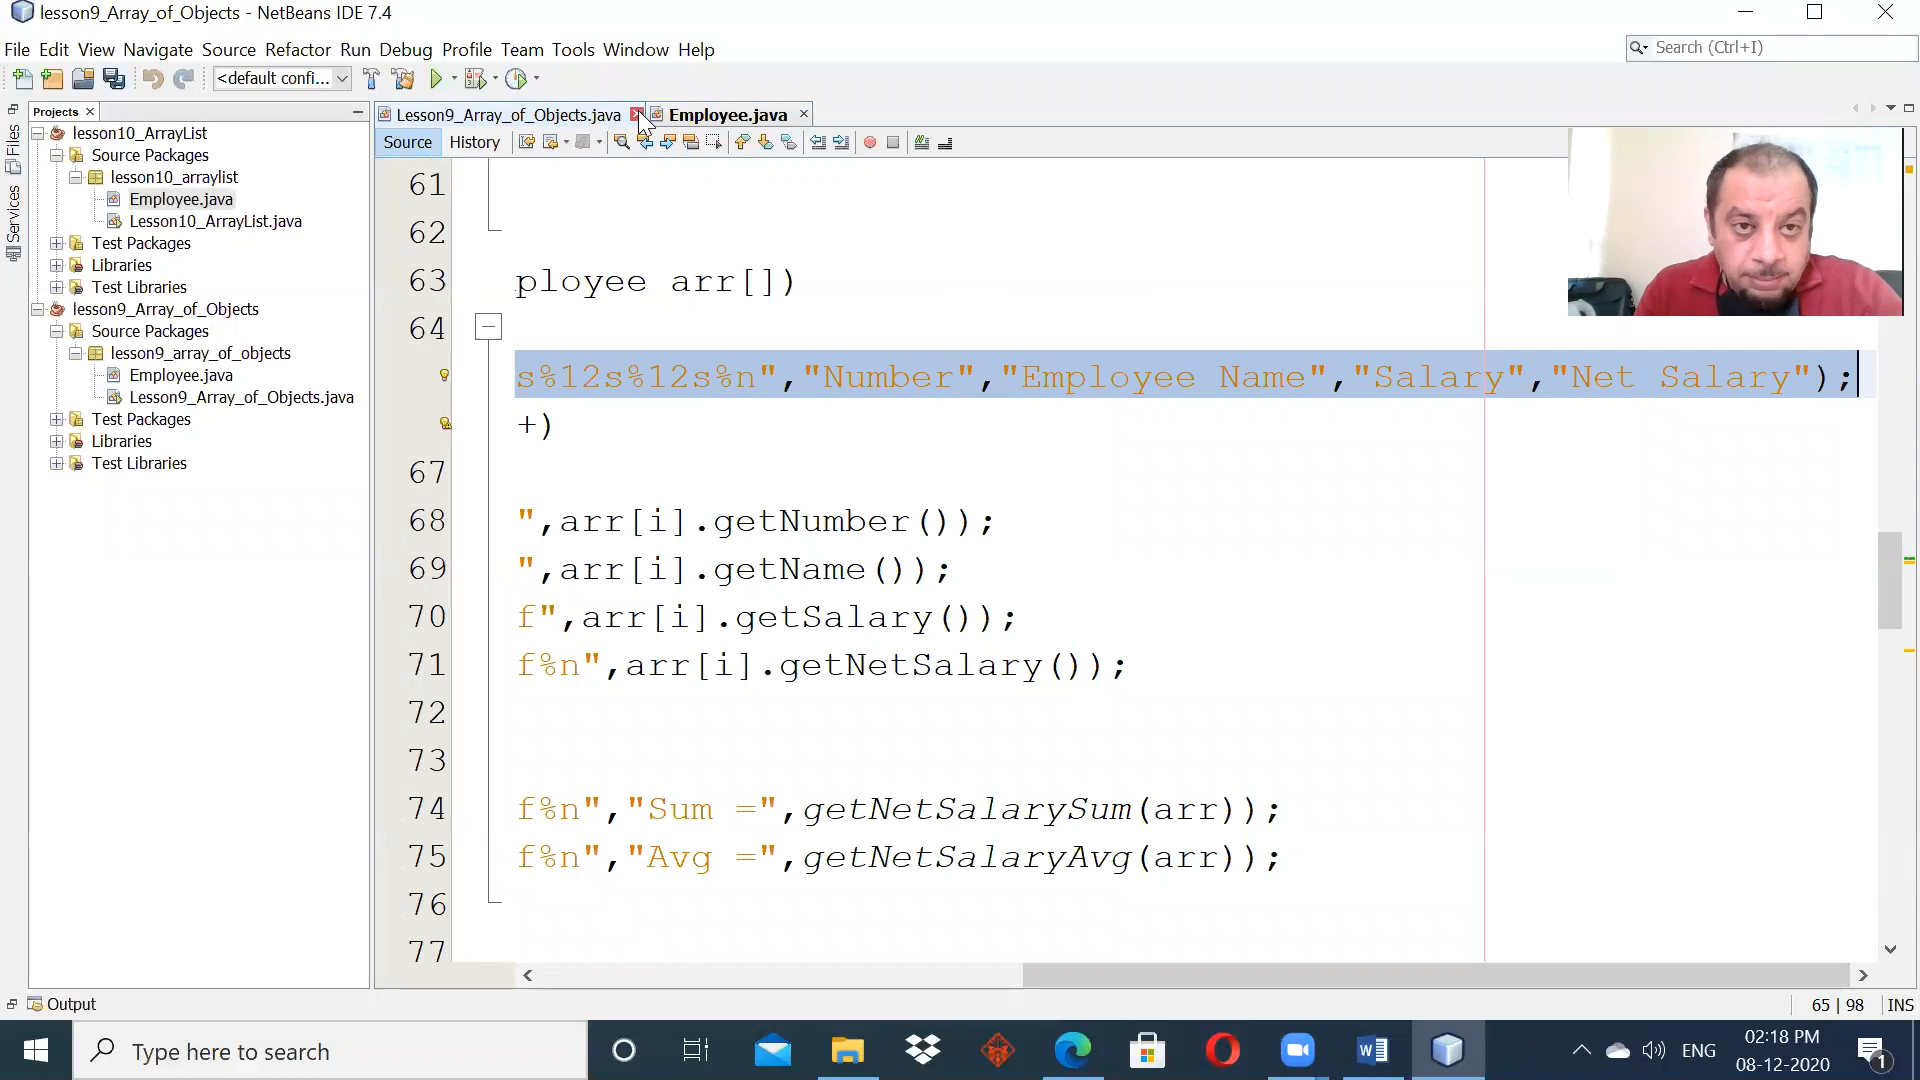 lesson9_Array_of_Objects - NetBeans IDE 7.4
File Edit View Navigate Source Refactor Run Debug Profile Team Tools Window Help
Search (Ctrl+I)
<default confi...
Projects
Files
Services
lesson10_ArrayList
Source Packages
lesson10_arraylist
Employee.java
Lesson10_ArrayList.java
Test Packages
Libraries
Test Libraries
lesson9_Array_of_Objects
Source Packages
lesson9_array_of_objects
Employee.java
Lesson9_Array_of_Objects.java
Test Packages
Libraries
Test Libraries
Lesson9_Array_of_Objects.java Employee.java
Source History
61
62
63 ployee arr[])
64
s%12s%12s%n","Number","Employee Name","Salary","Net Salary");
+)
67
68 ",arr[i].getNumber());
69 ",arr[i].getName());
70 f",arr[i].getSalary());
71 f%n",arr[i].getNetSalary());
72
73
74 f%n","Sum =",getNetSalarySum(arr));
75 f%n","Avg =",getNetSalaryAvg(arr));
76
77
Output
65 | 98 INS
Type here to search
ENG
02:18 PM
08-12-2020
1